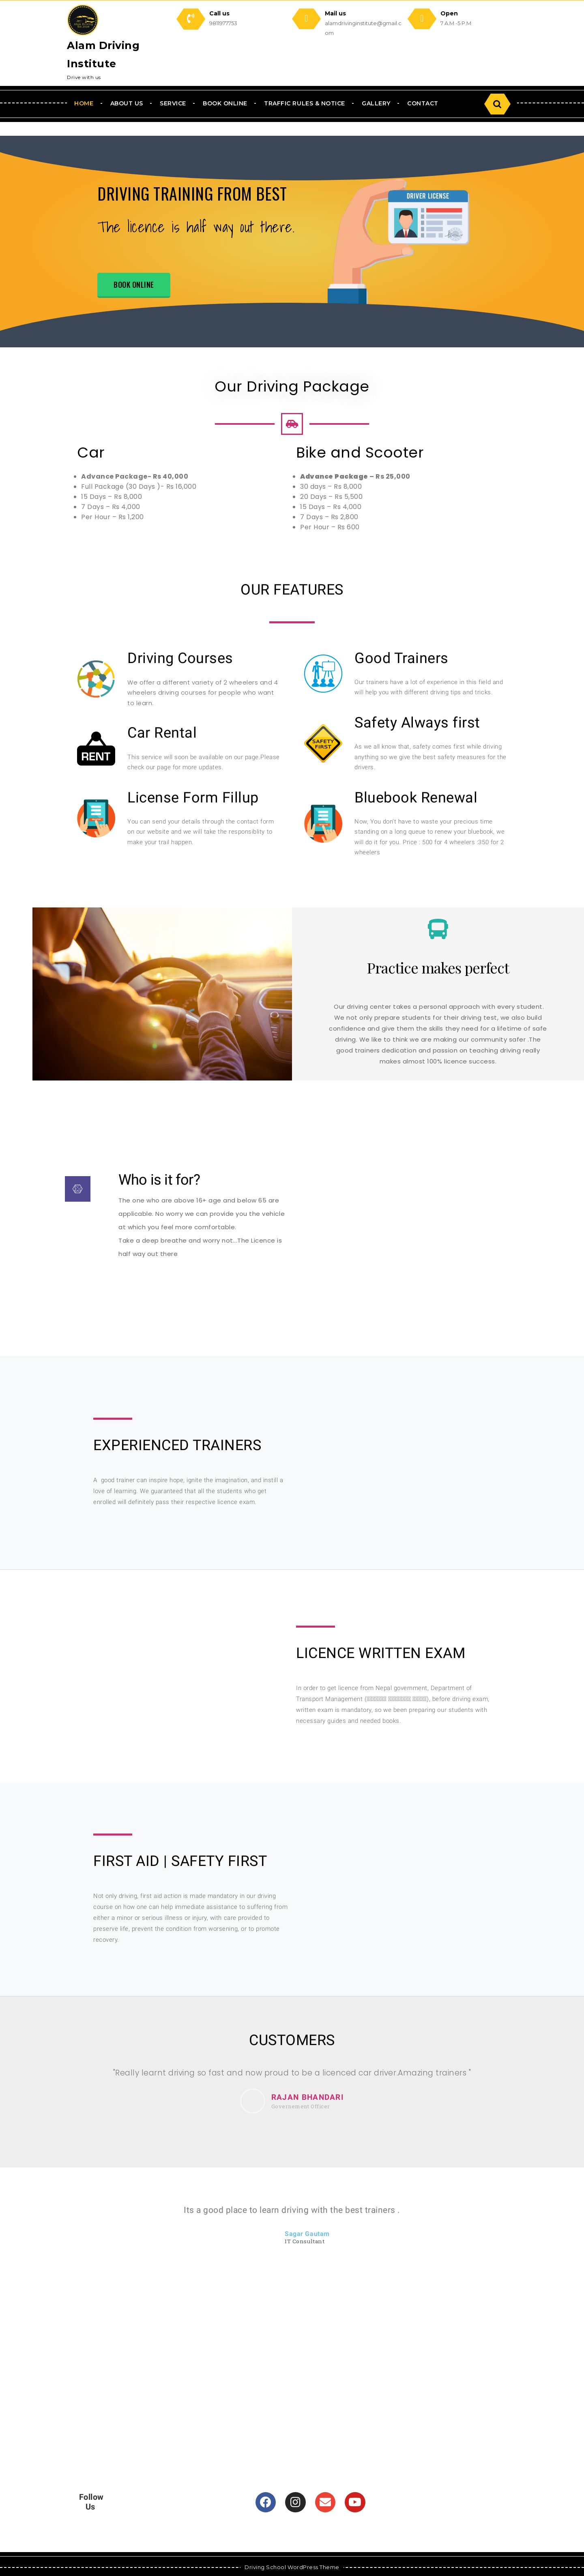 Alam Driving
Institute
Drive with us
Call us
9811977753
Mail us
alamdrivinginstitute@gmail.c
om
Open
7 A.M -5 P.M
HOME
ABOUT US
SERVICE
BOOK ONLINE
TRAFFIC RULES & NOTICE
GALLERY
CONTACT
DRIVING TRAINING FROM BEST
The licence is half way out there.
BOOK ONLINE
DRIVER LICENSE
Our Driving Package
Car
Advance Package– Rs 40,000
Full Package (30 Days )– Rs 16,000
15 Days – Rs 8,000
7 Days – Rs 4,000
Per Hour – Rs 1,200
Bike and Scooter
Advance Package – Rs 25,000
30 days – Rs 8,000
20 Days – Rs 5,500
15 Days – Rs 4,000
7 Days – Rs 2,800
Per Hour – Rs 600
OUR FEATURES
Driving Courses
We offer a different variety of 2 wheelers and 4
wheelers driving courses for people who want
to learn.
RENT
Car Rental
This service will soon be available on our page.Please
check our page for more updates.
License Form Fillup
You can send your details through the contact form
on our website and we will take the responsiblity to
make your trail happen.
Good Trainers
Our trainers have a lot of experience in this field and
will help you with different driving tips and tricks.
SAFETY
FIRST
Safety Always first
As we all know that, safety comes first while driving
anything so we give the best safety measures for the
drivers.
Bluebook Renewal
Now, You don't have to waste your precious time
standing on a long queue to renew your bluebook, we
will do it for you. Price : 500 for 4 wheelers :350 for 2
wheelers
Practice makes perfect
Our driving center takes a personal approach with every student.
We not only prepare students for their driving test, we also build
confidence and give them the skills they need for a lifetime of safe
driving. We like to think we are making our community safer .The
good trainers dedication and passion on teaching driving really
makes almost 100% licence success.
Who is it for?
The one who are above 16+ age and below 65 are
applicable. No worry we can provide you the vehicle
at which you feel more comfortable.
Take a deep breathe and worry not...The Licence is
half way out there
EXPERIENCED TRAINERS
A good trainer can inspire hope, ignite the imagination, and instill a
love of learning. We guaranteed that all the students who get
enrolled will definitely pass their respective licence exam.
LICENCE WRITTEN EXAM
In order to get licence from Nepal government, Department of
Transport Management ( ), before driving exam,
written exam is mandatory, so we been preparing our students with
necessary guides and needed books.
FIRST AID | SAFETY FIRST
Not only driving, first aid action is made mandatory in our driving
course on how one can help immediate assistance to suffering from
either a minor or serious illness or injury, with care provided to
preserve life, prevent the condition from worsening, or to promote
recovery.
CUSTOMERS
"Really learnt driving so fast and now proud to be a licenced car driver.Amazing trainers "
RAJAN BHANDARI
Government Officer
Its a good place to learn driving with the best trainers .
Sagar Gautam
IT Consultant
Follow
Us
Driving School WordPress Theme